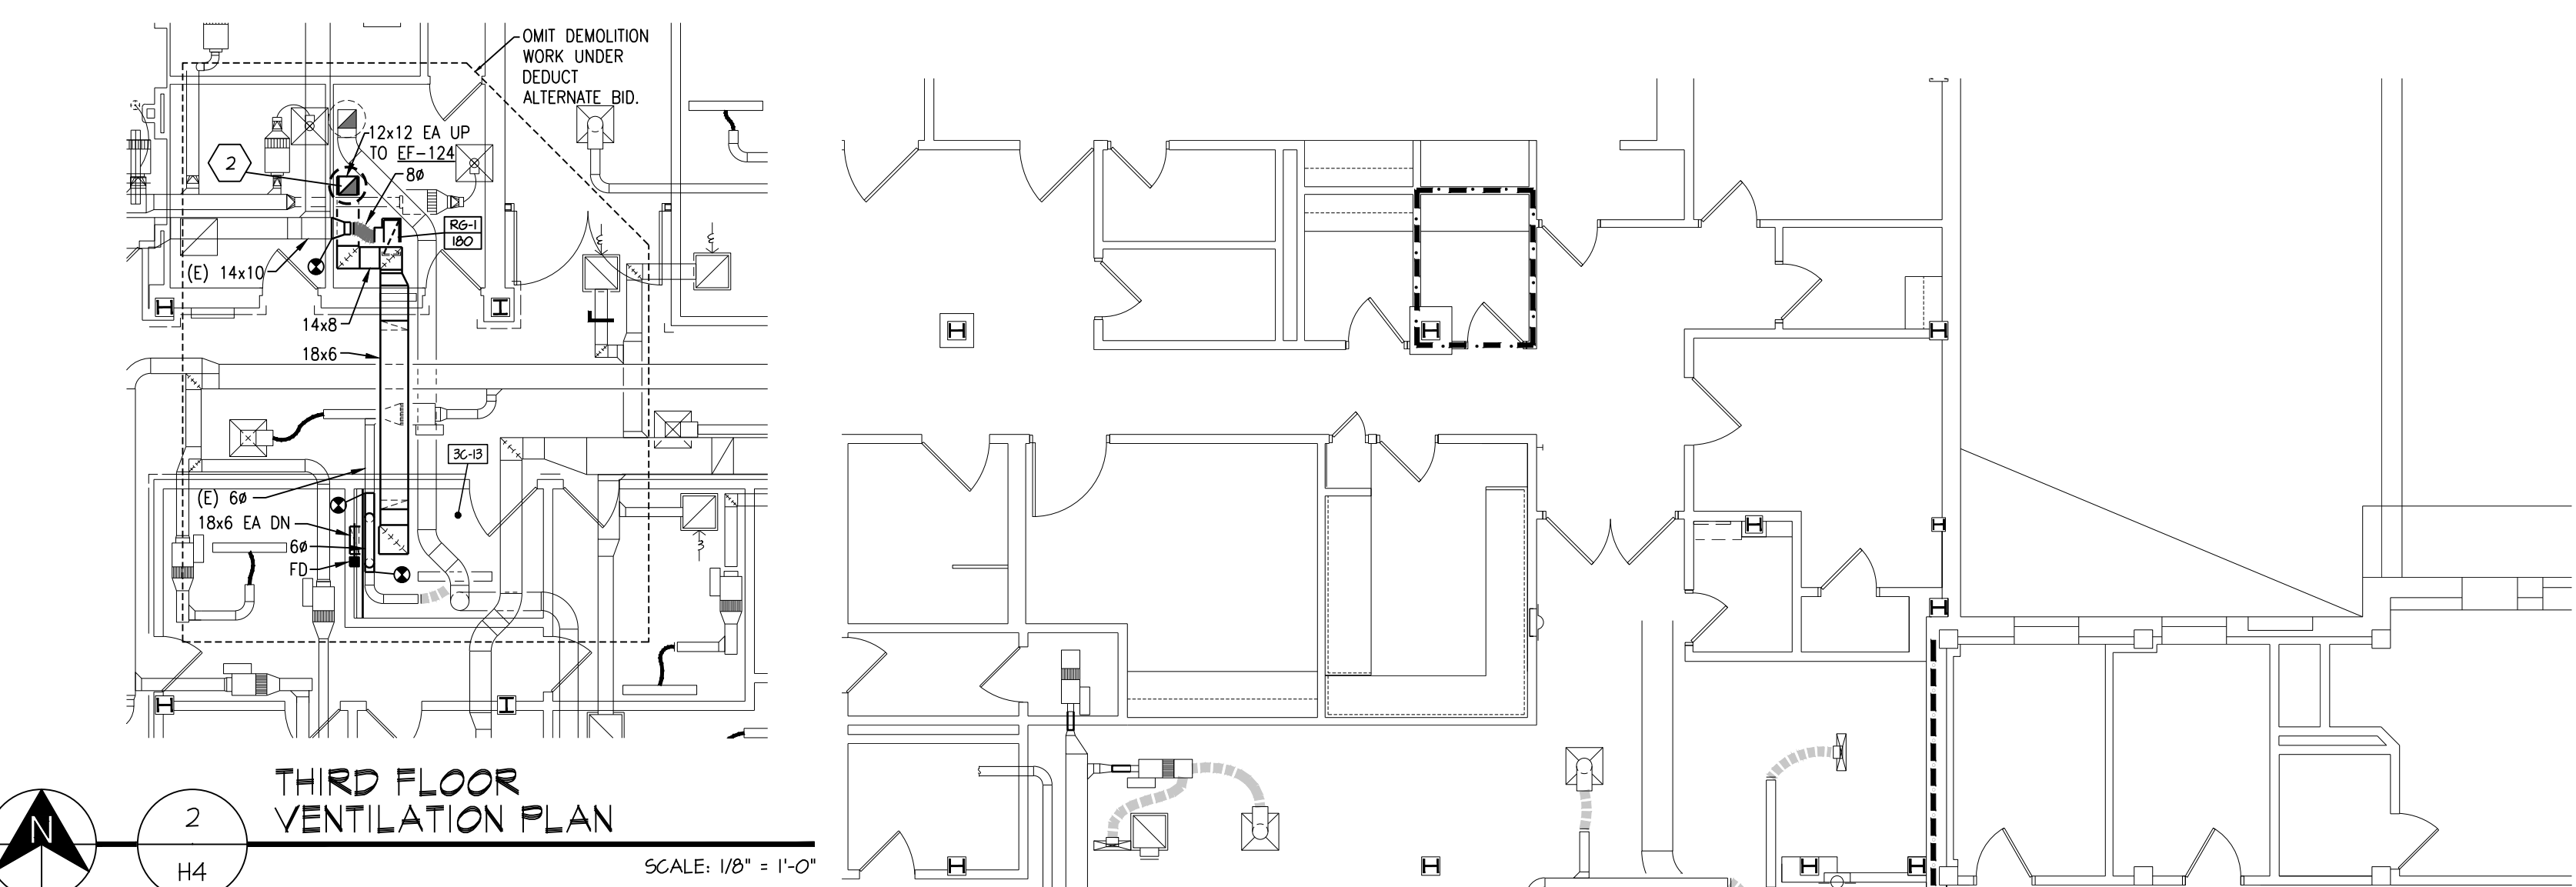 OMIT DEMOLITION
WORK UNDER
DEDUCT
ALTERNATE BID.
12x12 EA UP
TO EF-124
2
8ø
RG-1
180
(E) 14x10
14x8
18x6
3C-13
(E) 6ø
18x6 EA DN
6ø
FD
3
THIRD FLOOR
VENTILATION PLAN
N
2
H4
SCALE: 1/8" = 1'-0"